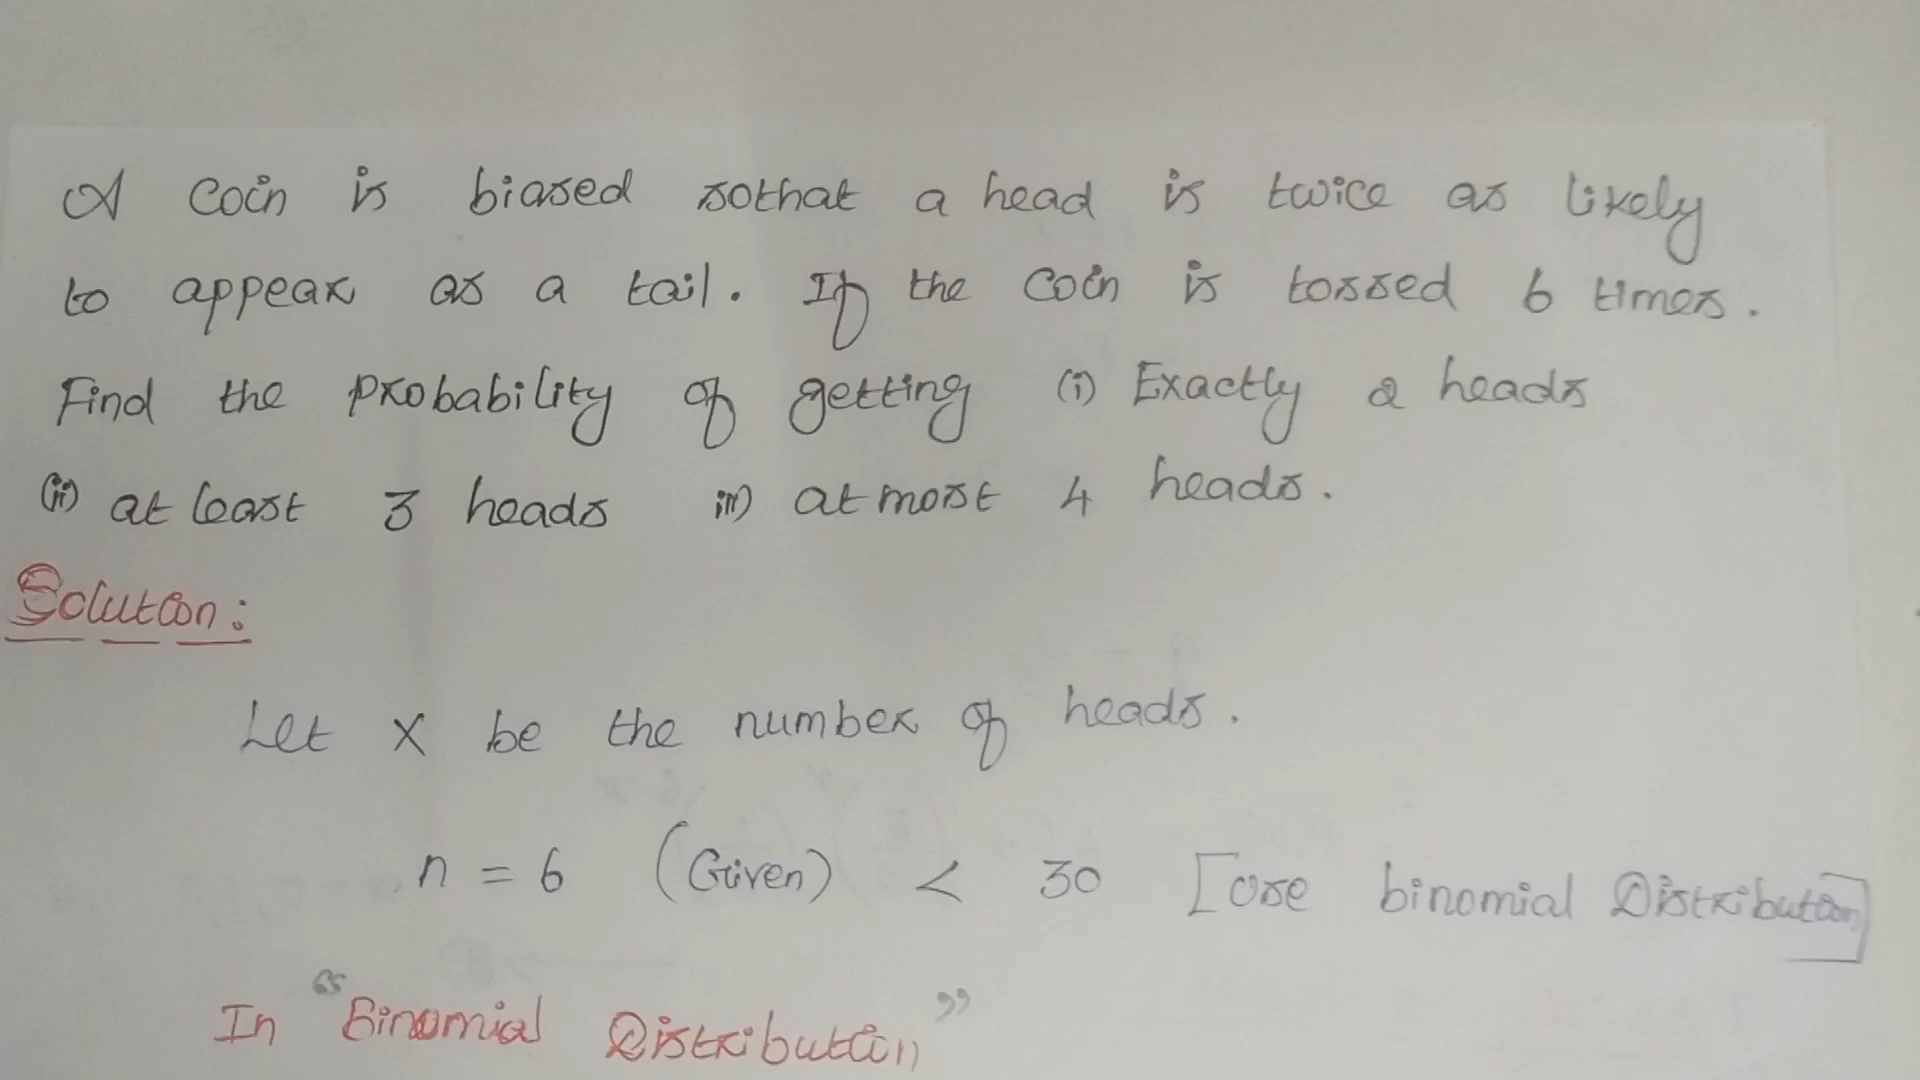 A coin is biased so that a head is twice as likely
to appear as a tail. If the coin is tossed 6 times.
Find the probability of getting (i) Exactly 2 heads
(ii) at least 3 heads iii) at most 4 heads.
Solution:
Let X be the number of heads.
n = 6 (Given) < 30 [use binomial Distribution]
In "Binomial Distribution"